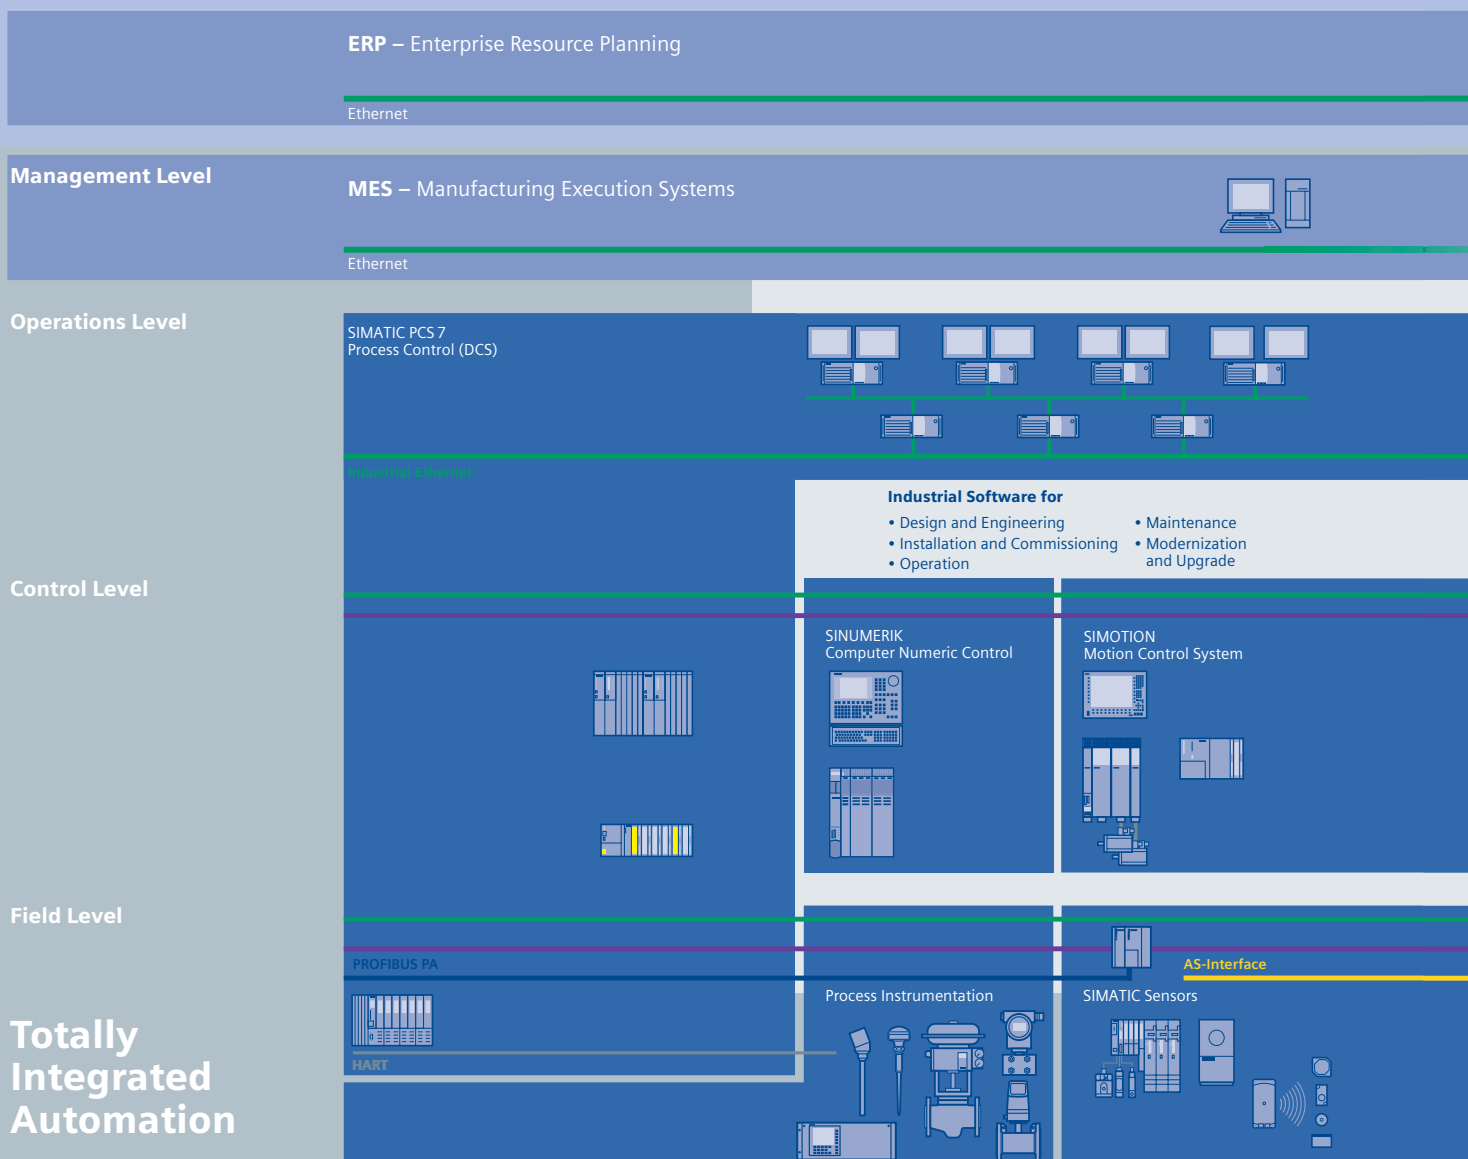 ERP – Enterprise Resource Planning
Ethernet
Management Level
MES – Manufacturing Execution Systems
Ethernet
Operations Level
SIMATIC PCS 7
Process Control (DCS)
Industrial Ethernet
Industrial Software for
• Design and Engineering
• Installation and Commissioning
• Operation
• Maintenance
• Modernization
and Upgrade
Control Level
SINUMERIK
Computer Numeric Control
SIMOTION
Motion Control System
Field Level
PROFIBUS PA
AS-Interface
Process Instrumentation
SIMATIC Sensors
HART
Totally
Integrated
Automation